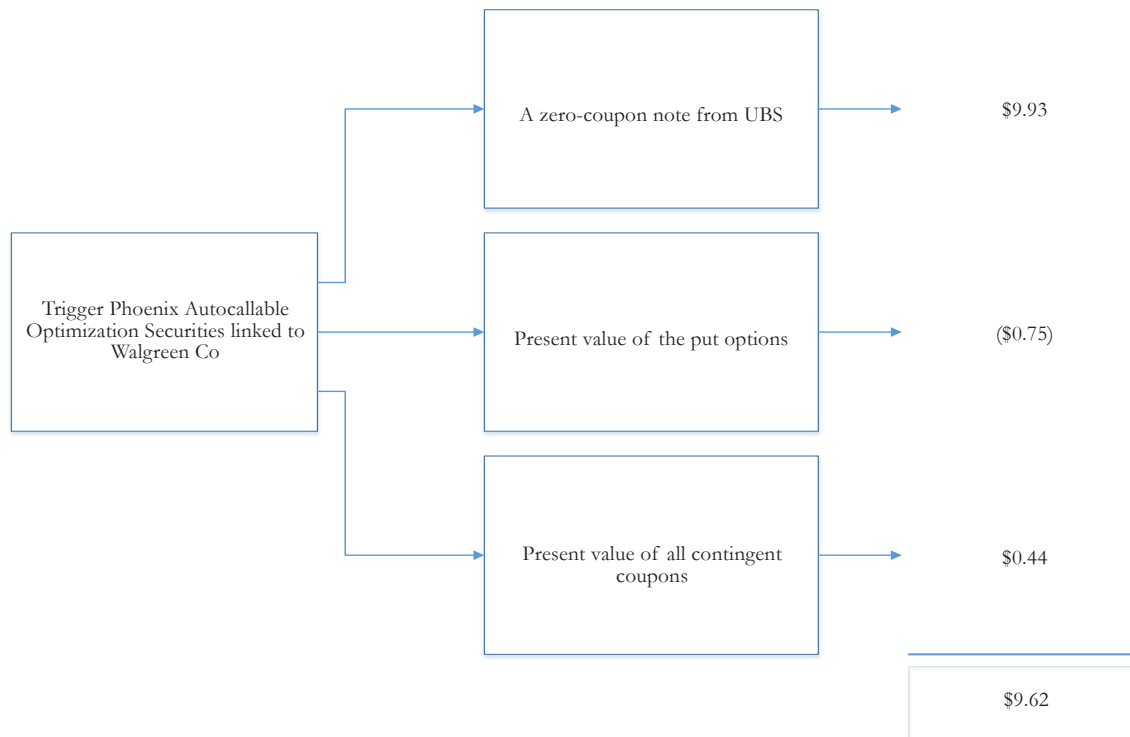 A zero-coupon note from UBS
$9.93
Trigger Phoenix Autocallable
Optimization Securities linked to
Walgreen Co
Present value of the put options
($0.75)
Present value of all contingent
coupons
$0.44
$9.62